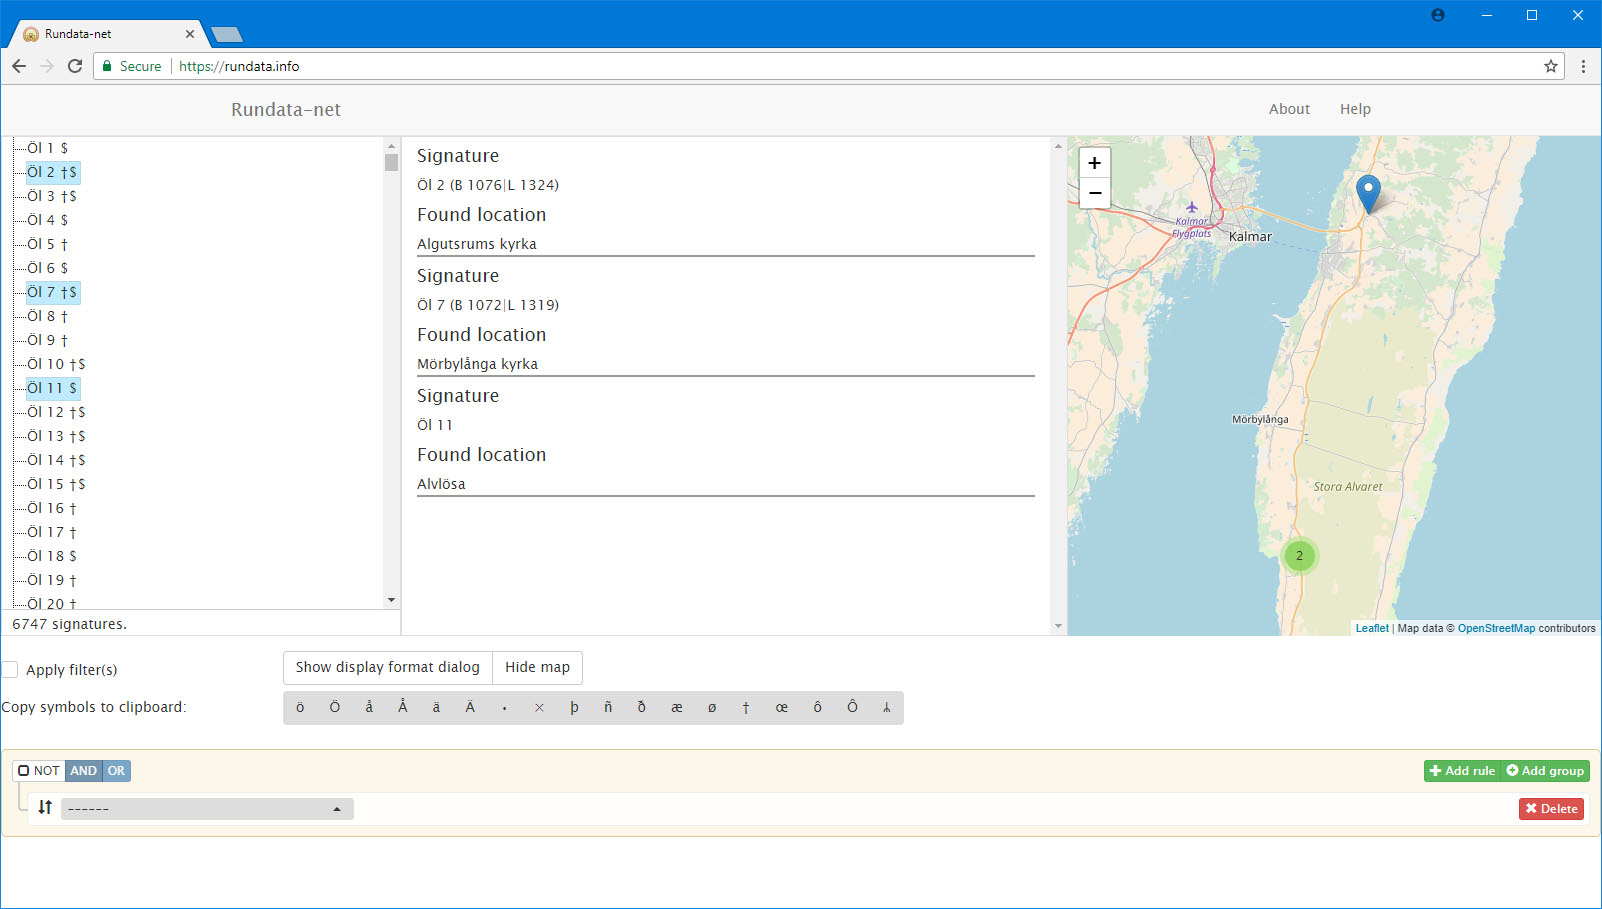 Rundata-net
Secure
https://rundata.info
Rundata-net
About
Help
Öl 1 $
Öl 2 †$
Öl 3 †$
Öl 4 $
Öl 5 †
Öl 6 $
Öl 7 †$
Öl 8 †
Öl 9 †
Öl 10 †$
Öl 11 $
Öl 12 †$
Öl 13 †$
Öl 14 †$
Öl 15 †$
Öl 16 †
Öl 17 †
Öl 18 $
Öl 19 †
Öl 20 †
6747 signatures.
Signature
Öl 2 (B 1076|L 1324)
Found location
Algutsrums kyrka
Signature
Öl 7 (B 1072|L 1319)
Found location
Mörbylånga kyrka
Signature
Öl 11
Found location
Alvlösa
+
−
Kalmar
Flygplats
Kalmar
Mörbylånga
Stora Alvaret
2
Leaflet | Map data © OpenStreetMap contributors
Apply filter(s)
Show display format dialog
Hide map
Copy symbols to clipboard:
ö Ö å Å ä Ä · × þ ñ ð æ ø † œ ô Ô ᛦ
NOT AND OR
Add rule
Add group
------
Delete